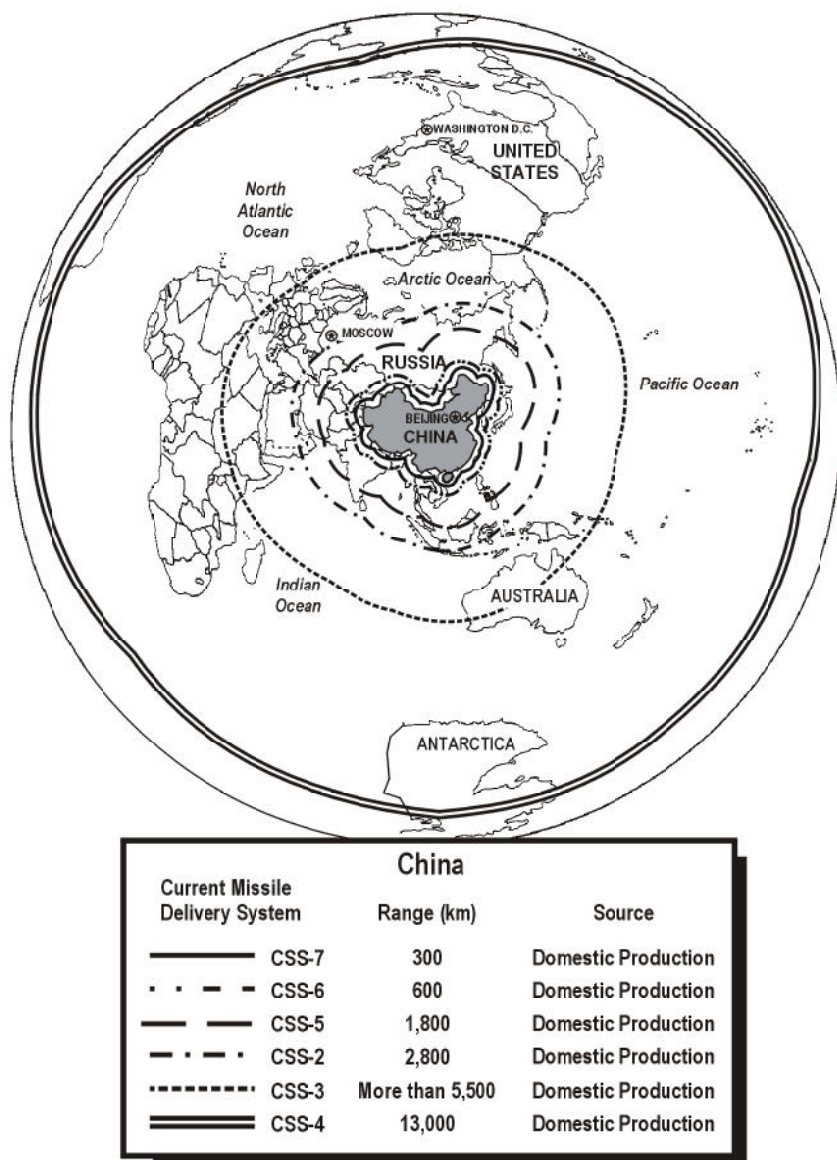 WASHINGTON D.C.
UNITED
STATES
North
Atlantic
Ocean
Arctic Ocean
MOSCOW
RUSSIA
Pacific Ocean
BEIJING
CHINA
Indian
Ocean
AUSTRALIA
ANTARCTICA
China
Current Missile
Delivery System Range (km) Source
CSS-7 300 Domestic Production
CSS-6 600 Domestic Production
CSS-5 1,800 Domestic Production
CSS-2 2,800 Domestic Production
CSS-3 More than 5,500 Domestic Production
CSS-4 13,000 Domestic Production